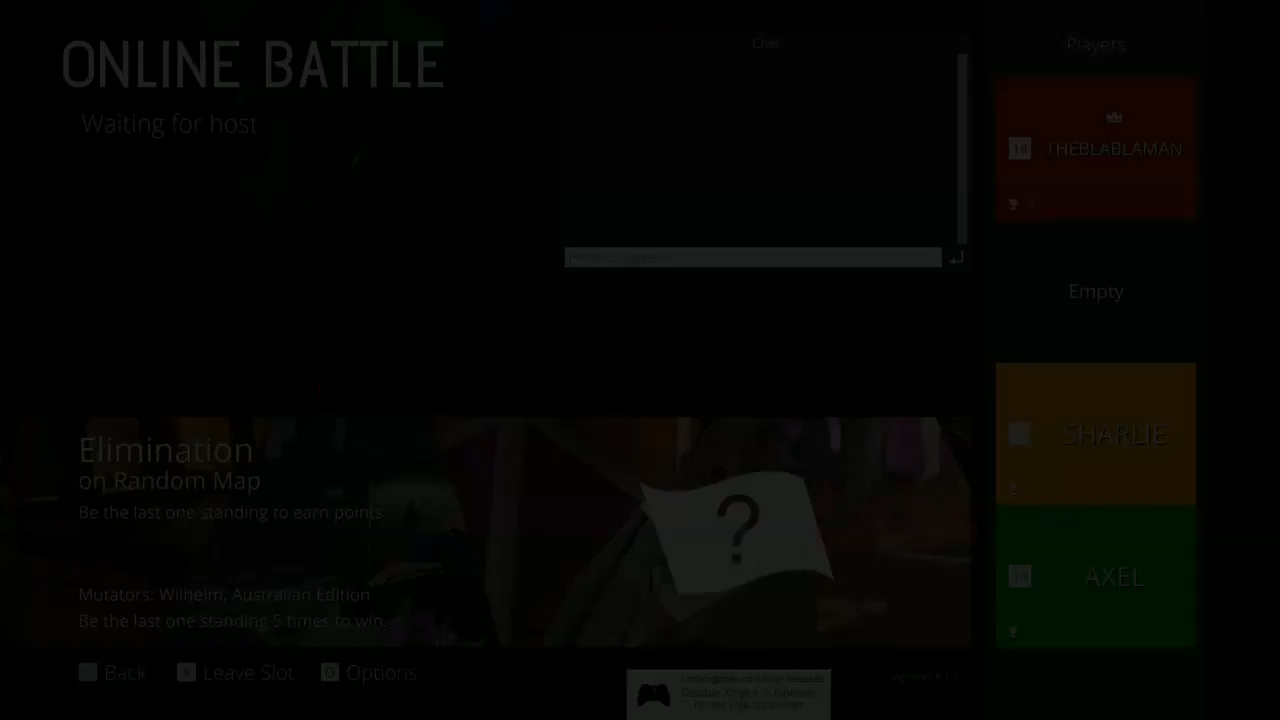 ONLINE BATTLE
Waiting for host
Chat
Players
14 THEBLABLAMAN
Empty
SHARLIE
AXEL
Elimination
on Random Map
Be the last one standing to earn points
?
Mutators: Wilhelm, Australian Edition
Be the last one standing 5 times to win.
Back
X Leave Slot
O Options